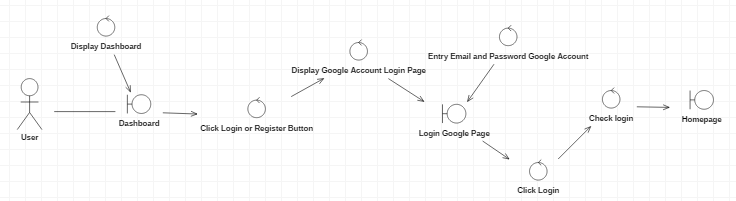 Display Dashboard
Display Google Account Login Page
Entry Email and Password Google Account
User
Dashboard
Click Login or Register Button
Login Google Page
Check login
Homepage
Click Login